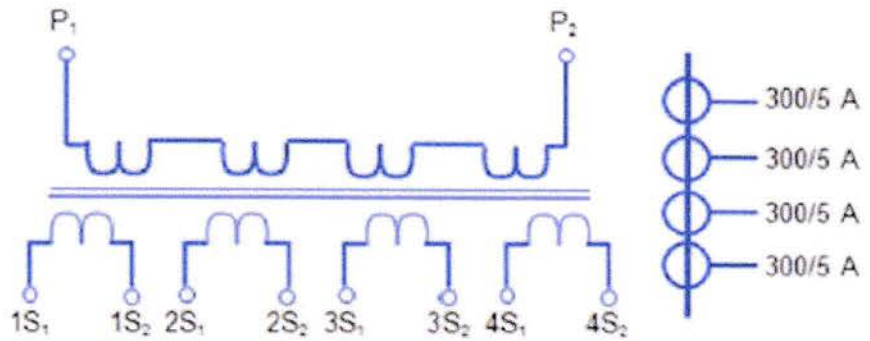 P₁ P₂
300/5 A
300/5 A
300/5 A
300/5 A
1S₁ 1S₂ 2S₁ 2S₂ 3S₁ 3S₂ 4S₁ 4S₂